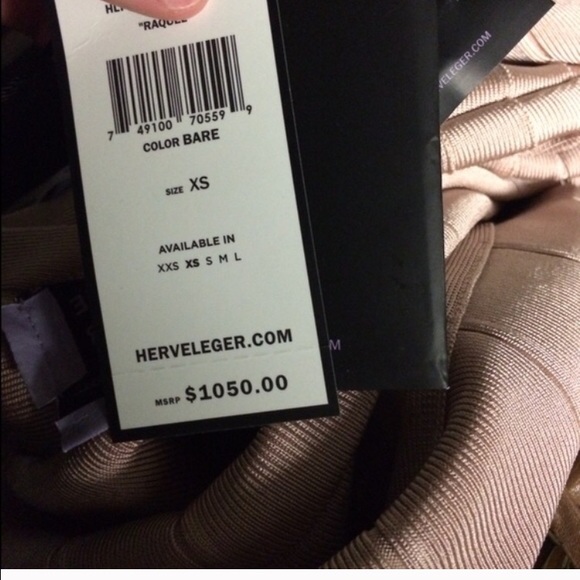 "RAQUEL
7 49100 70559 9
COLOR BARE
SIZE XS
AVAILABLE IN
XXS XS S M L
HERVELEGER.COM
MSRP $1050.00
VELEGER.COM
M